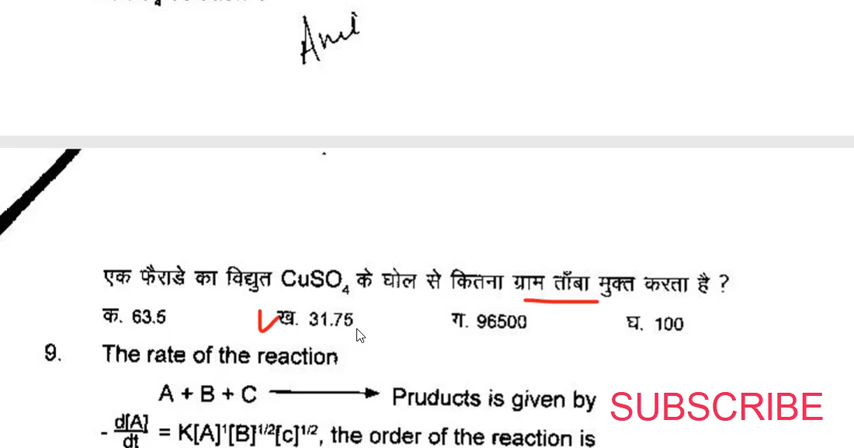 एक फैराडे का विद्युत CuSO₄ के घोल से कितना ग्राम ताँबा मुक्त करता है ?
क. 63.5 ख. 31.75 ग. 96500 घ. 100
9. The rate of the reaction
A + B + C ⟶ Pruducts is given by
SUBSCRIBE
- d[A]/dt = K[A]¹[B]¹/²[c]¹/², the order of the reaction is